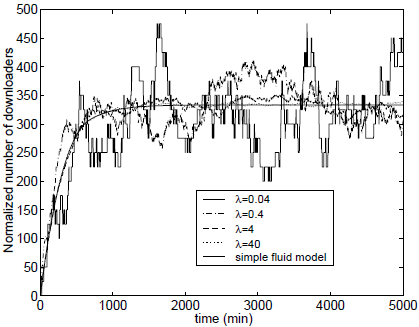 500
450
400
350
300
250
200
150
100
50
0
Normalized number of downloaders
λ=0.04
λ=0.4
λ=4
λ=40
simple fluid model
0 1000 2000 3000 4000 5000
time (min)